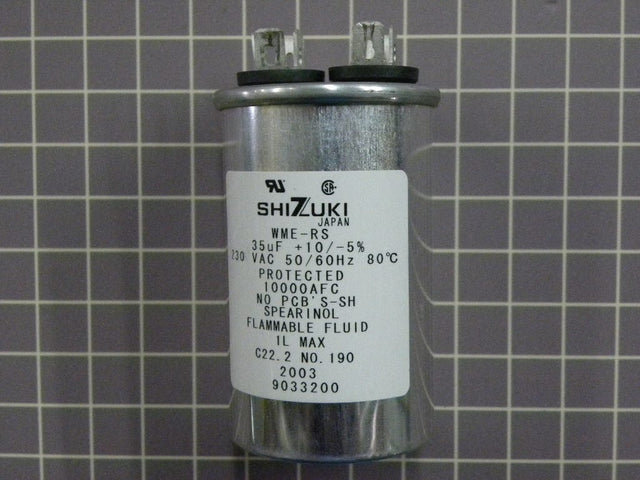 SHIZUKI
JAPAN
WME-RS
35uF +10/-5%
230 VAC 50/60Hz 80℃
PROTECTED
10000AFC
NO PCB'S-SH
SPEARINOL
FLAMMABLE FLUID
1L MAX
C22.2 NO.190
2003
9033200